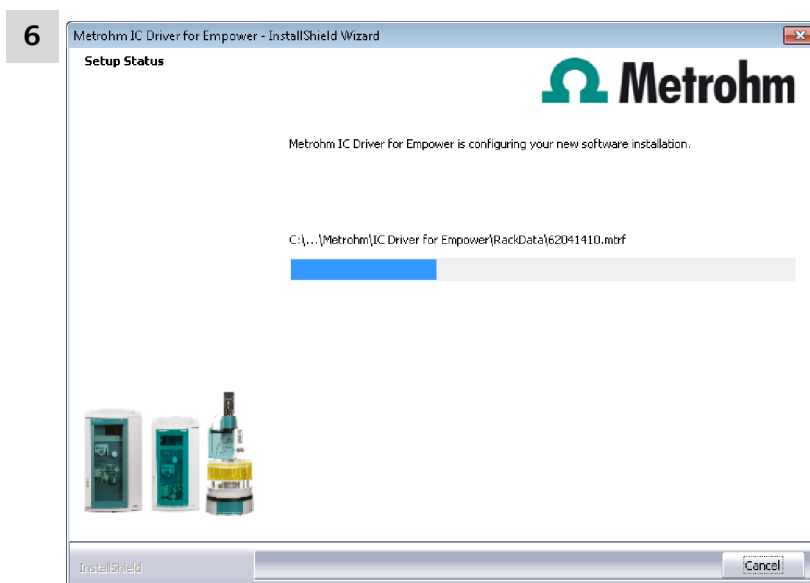 6
Metrohm IC Driver for Empower - InstallShield Wizard
Setup Status
Metrohm
Metrohm IC Driver for Empower is configuring your new software installation.
C:\...\Metrohm\IC Driver for Empower\RackData\62041410.mtrf
InstallShield
Cancel